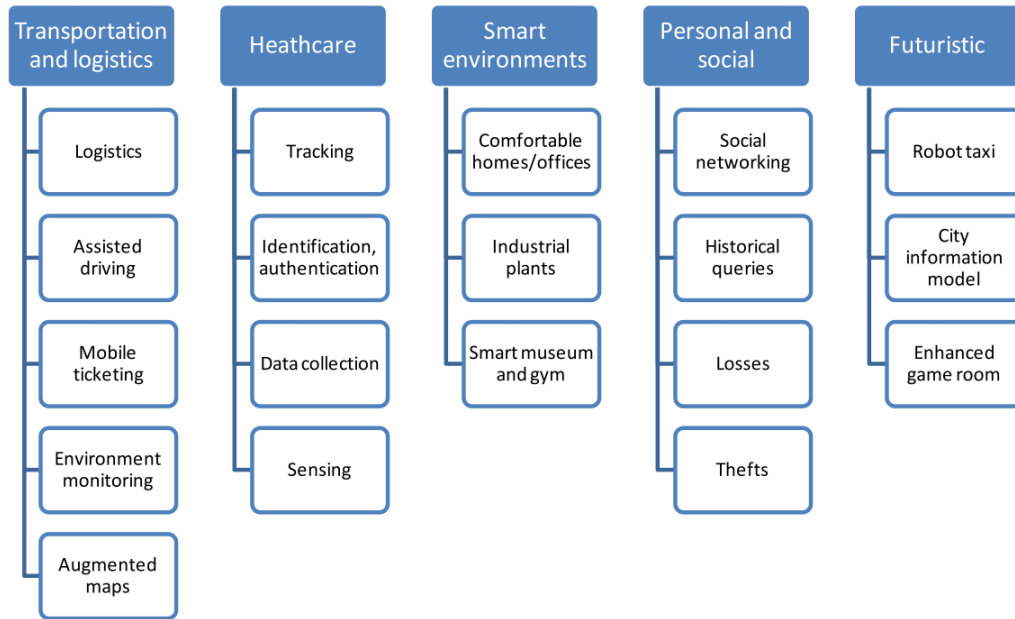 Transportation
and logistics
Logistics
Assisted
driving
Mobile
ticketing
Environment
monitoring
Augmented
maps
Heathcare
Tracking
Identification,
authentication
Data collection
Sensing
Smart
environments
Comfortable
homes/offices
Industrial
plants
Smart museum
and gym
Personal and
social
Social
networking
Historical
queries
Losses
Thefts
Futuristic
Robot taxi
City
information
model
Enhanced
game room